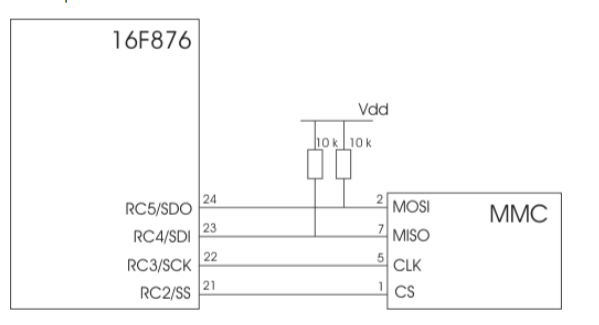 16F876
Vdd
10 k 10 k
RC5/SDO 24 2 MOSI MMC
RC4/SDI 23 7 MISO
RC3/SCK 22 5 CLK
RC2/SS 21 1 CS